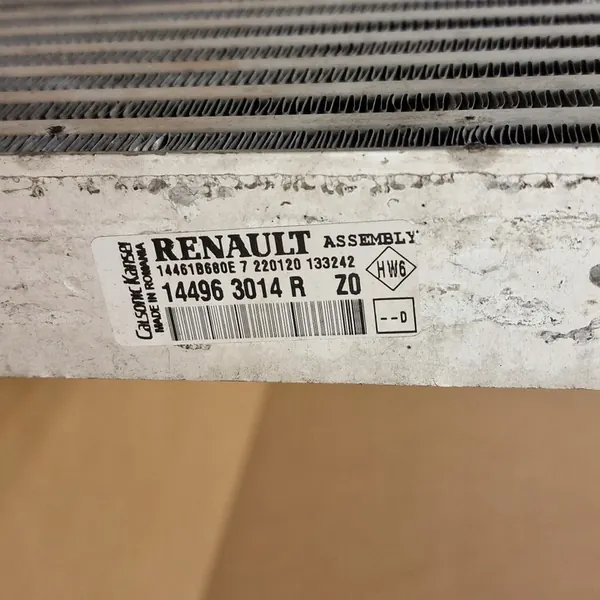 Calsonic Kansei
MADE IN ROMANIA
RENAULT ASSEMBLY
14461B680E 7 220120 133242
14496 3014 R Z0
HW6
--D